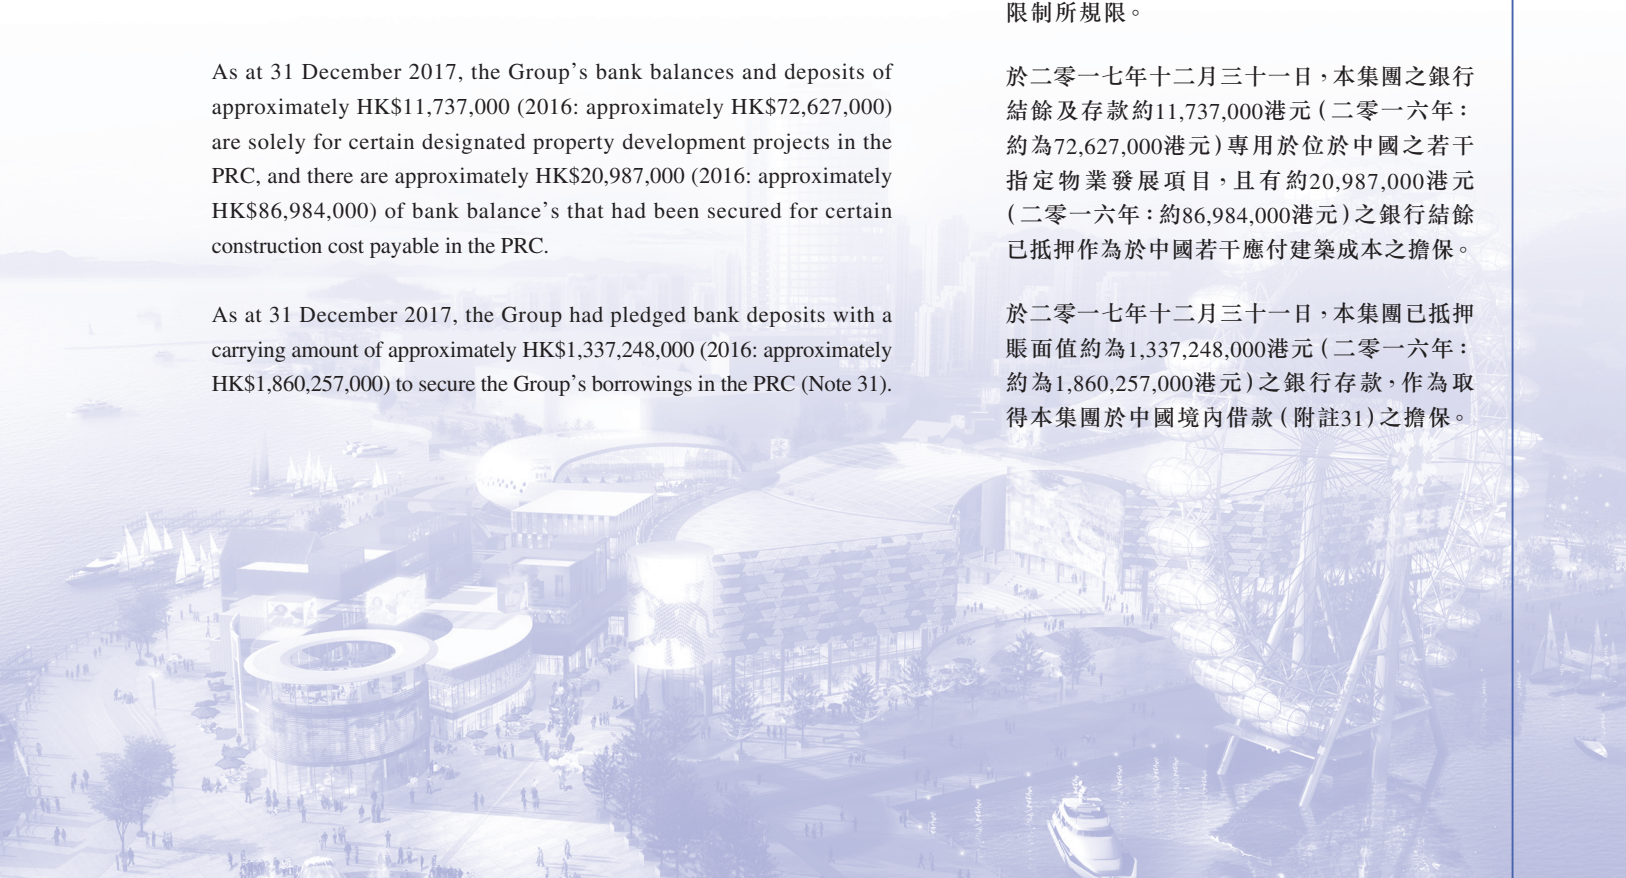 As at 31 December 2017, the Group’s bank balances and deposits of
approximately HK$11,737,000 (2016: approximately HK$72,627,000)
are solely for certain designated property development projects in the
PRC, and there are approximately HK$20,987,000 (2016: approximately
HK$86,984,000) of bank balance’s that had been secured for certain
construction cost payable in the PRC.
As at 31 December 2017, the Group had pledged bank deposits with a
carrying amount of approximately HK$1,337,248,000 (2016: approximately
HK$1,860,257,000) to secure the Group’s borrowings in the PRC (Note 31).
限制所規限。
於二零一七年十二月三十一日，本集團之銀行
結餘及存款約11,737,000港元（二零一六年：
約為72,627,000港元）專用於位於中國之若干
指定物業發展項目，且有約20,987,000港元
（二零一六年：約86,984,000港元）之銀行結餘
已抵押作為於中國若干應付建築成本之擔保。
於二零一七年十二月三十一日，本集團已抵押
賬面值約為1,337,248,000港元（二零一六年：
約為1,860,257,000港元）之銀行存款，作為取
得本集團於中國境內借款（附註31）之擔保。